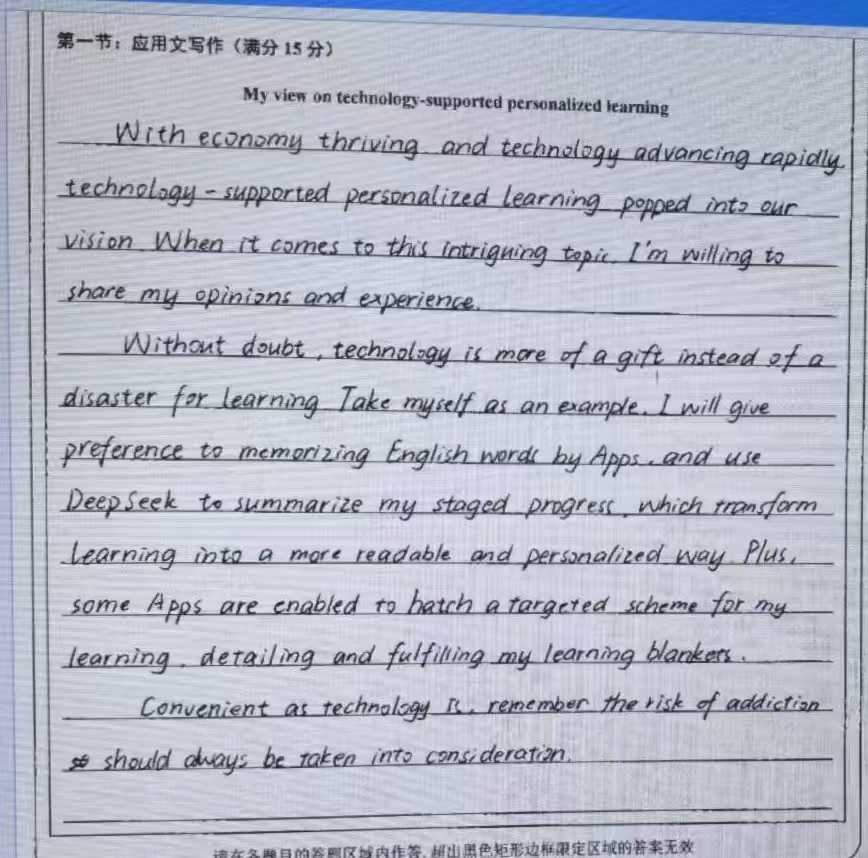 第一节：应用文写作（满分 15 分）
My view on technology-supported personalized learning
With economy thriving and technology advancing rapidly
technology-supported personalized learning popped into our
vision. When it comes to this intriguing topic, I'm willing to
share my opinions and experience.
Without doubt, technology is more of a gift instead of a
disaster for learning. Take myself as an example. I will give
preference to memorizing English words by Apps, and use
DeepSeek to summarize my staged progress, which transform
learning into a more readable and personalized way. Plus,
some Apps are enabled to hatch a targeted scheme for my
learning, detailing and fulfilling my learning blankets.
Convenient as technology is, remember the risk of addiction
should always be taken into consideration.
请在各题目的答题区域内作答，超出黑色矩形边框限定区域的答案无效